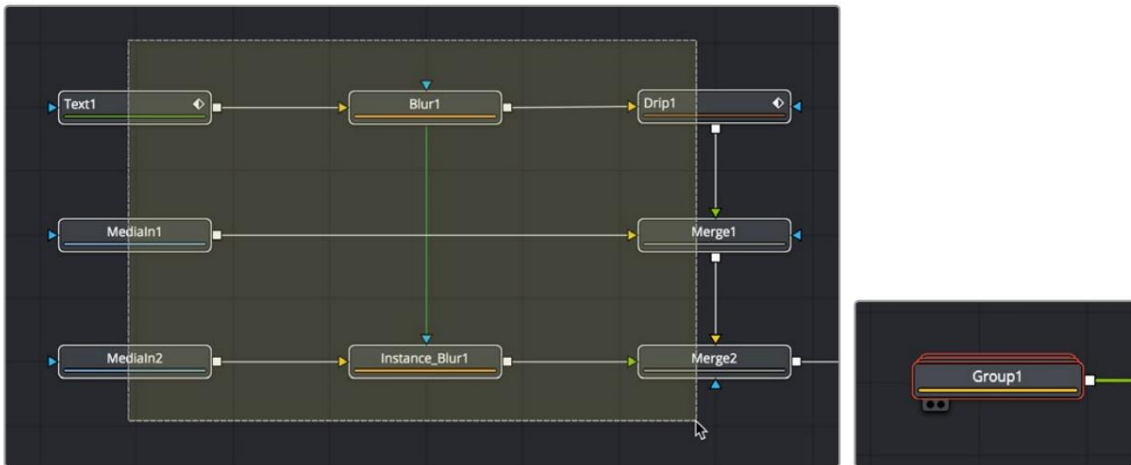 Text1
Blur1
Drip1
MediaIn1
Merge1
MediaIn2
Instance_Blur1
Merge2
Group1